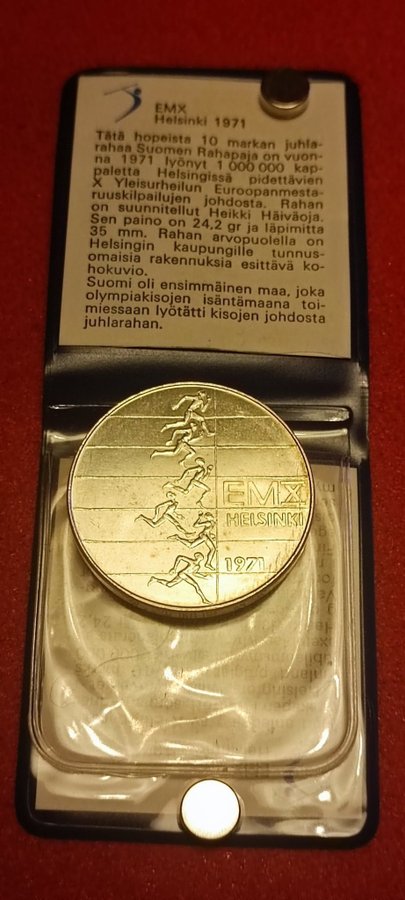 EMX
Helsinki 1971
Tätä hopeista 10 markan juhla-
rahaa Suomen Rahapaja on vuon-
na 1971 lyönyt 1 000 000 kap-
paletta Helsingissä pidettävien
X Yleisurheilun Euroopanmesta-
ruuskilpailujen johdosta. Rahan
on suunnitellut Heikki Häiväoja.
Sen paino on 24,2 gr ja läpimitta
35 mm. Rahan arvopuolella on
Helsingin kaupungille tunnus-
omaisia rakennuksia esittävä ko-
hokuvio.
Suomi oli ensimmäinen maa, joka
olympiakisojen isäntämaana toi-
miessaan lyötätti kisojen johdosta
juhlarahan.
EMX
HELSINKI
1971